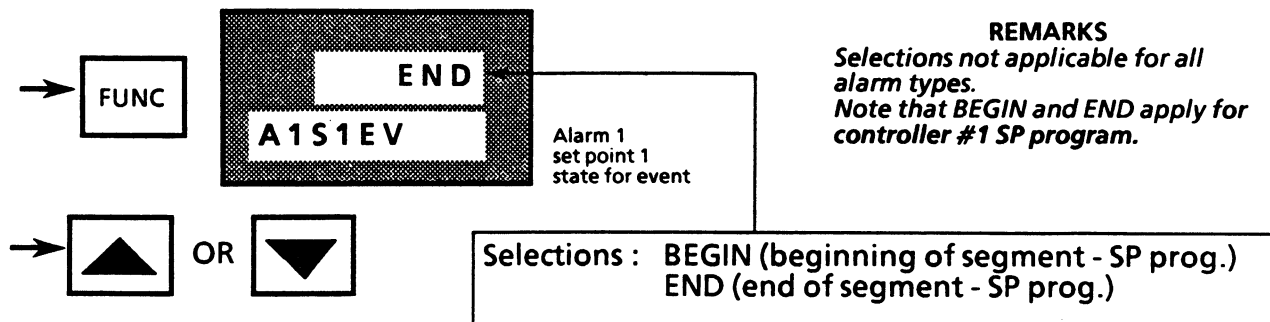 FUNC
END
A1S1EV
Alarm 1
set point 1
state for event
REMARKS
Selections not applicable for all
alarm types.
Note that BEGIN and END apply for
controller #1 SP program.
OR
Selections : BEGIN (beginning of segment - SP prog.)
END (end of segment - SP prog.)